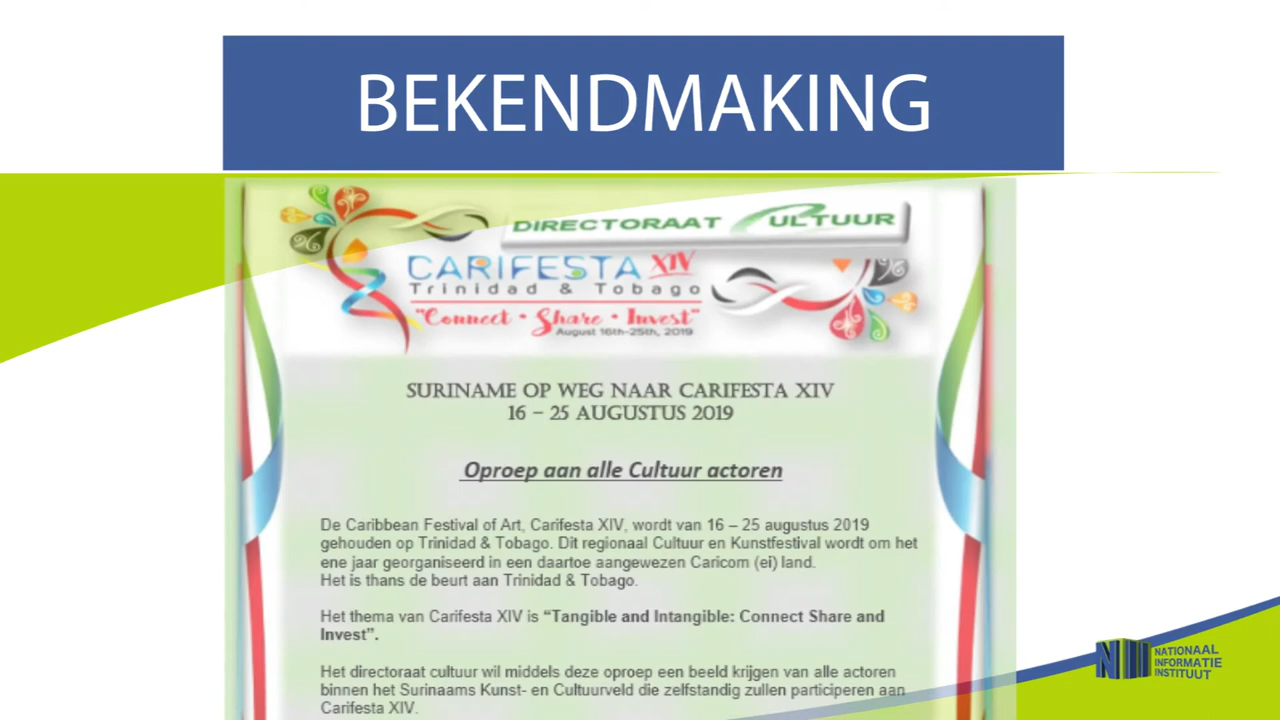 BEKENDMAKING
DIRECTORAAT CULTUUR
CARIFESTA XIV
Trinidad & Tobago
"Connect • Share • Invest"
August 16th-25th, 2019
SURINAME OP WEG NAAR CARIFESTA XIV
16 – 25 AUGUSTUS 2019
Oproep aan alle Cultuur actoren
De Caribbean Festival of Art, Carifesta XIV, wordt van 16 – 25 augustus 2019
gehouden op Trinidad & Tobago. Dit regionaal Cultuur en Kunstfestival wordt om het
ene jaar georganiseerd in een daartoe aangewezen Caricom (ei) land.
Het is thans de beurt aan Trinidad & Tobago.
Het thema van Carifesta XIV is “Tangible and Intangible: Connect Share and
Invest”.
Het directoraat cultuur wil middels deze oproep een beeld krijgen van alle actoren
binnen het Surinaams Kunst- en Cultuurveld die zelfstandig zullen participeren aan
Carifesta XIV.
NATIONAAL
INFORMATIE
INSTITUUT